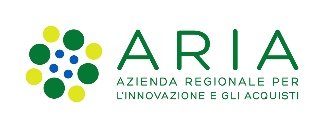 ARIA
AZIENDA REGIONALE PER
L'INNOVAZIONE E GLI ACQUISTI